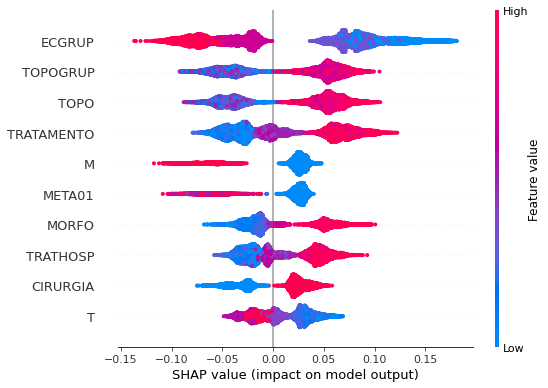 High
ECGRUP
TOPOGRUP
TOPO
TRATAMENTO
M
META01
MORFO
TRATHOSP
CIRURGIA
T
Feature value
Low
−0.15 −0.10 −0.05 0.00 0.05 0.10 0.15
SHAP value (impact on model output)